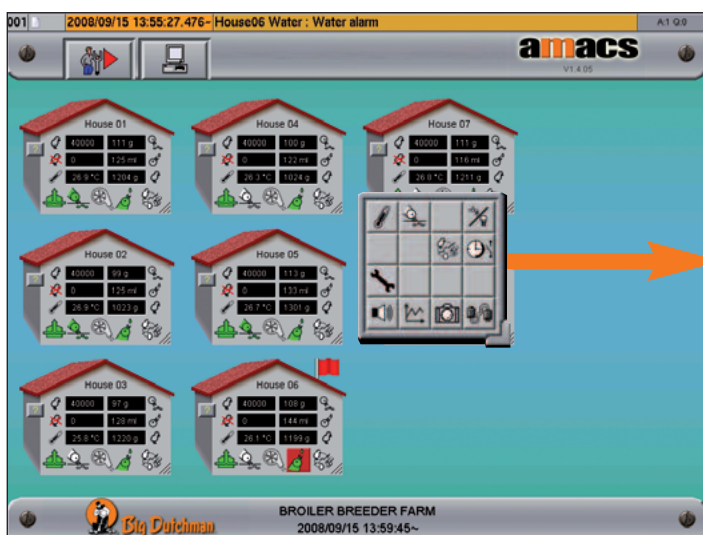 001 2008/09/15 13:55:27.476~ House06 Water : Water alarm A:1 Q:0
amacs
V1.4.05
House 01
40000 111 g
0 125 ml
26.9 °C 1204 g
House 04
40000 100 g
0 122 ml
26.3 °C 1024 g
House 07
40000 111 g
0 116 ml
26.8 °C 1211 g
House 02
40000 99 g
0 125 ml
26.9 °C 1023 g
House 05
40000 113 g
0 133 ml
26.7 °C 1301 g
House 03
40000 97 g
0 128 ml
25.8 °C 1220 g
House 06
40000 108 g
0 144 ml
26.1 °C 1199 g
Big Dutchman
BROILER BREEDER FARM
2008/09/15 13:59:45~